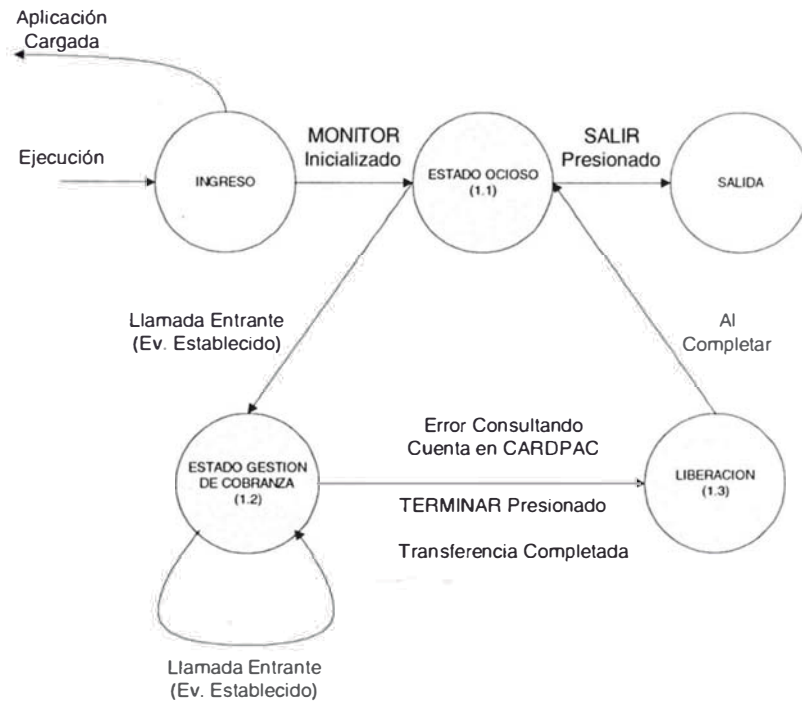 Aplicación
Cargada
Ejecución
INGRESO
MONITOR
Inicializado
ESTADO OCIOSO
(1.1)
SALIR
Presionado
SALIDA
Llamada Entrante
(Ev. Establecido)
Al
Completar
ESTADO GESTION
DE COBRANZA
(1.2)
Error Consultando
Cuenta en CARDPAC
TERMINAR Presionado
Transferencia Completada
LIBERACION
(1.3)
Llamada Entrante
(Ev. Establecido)